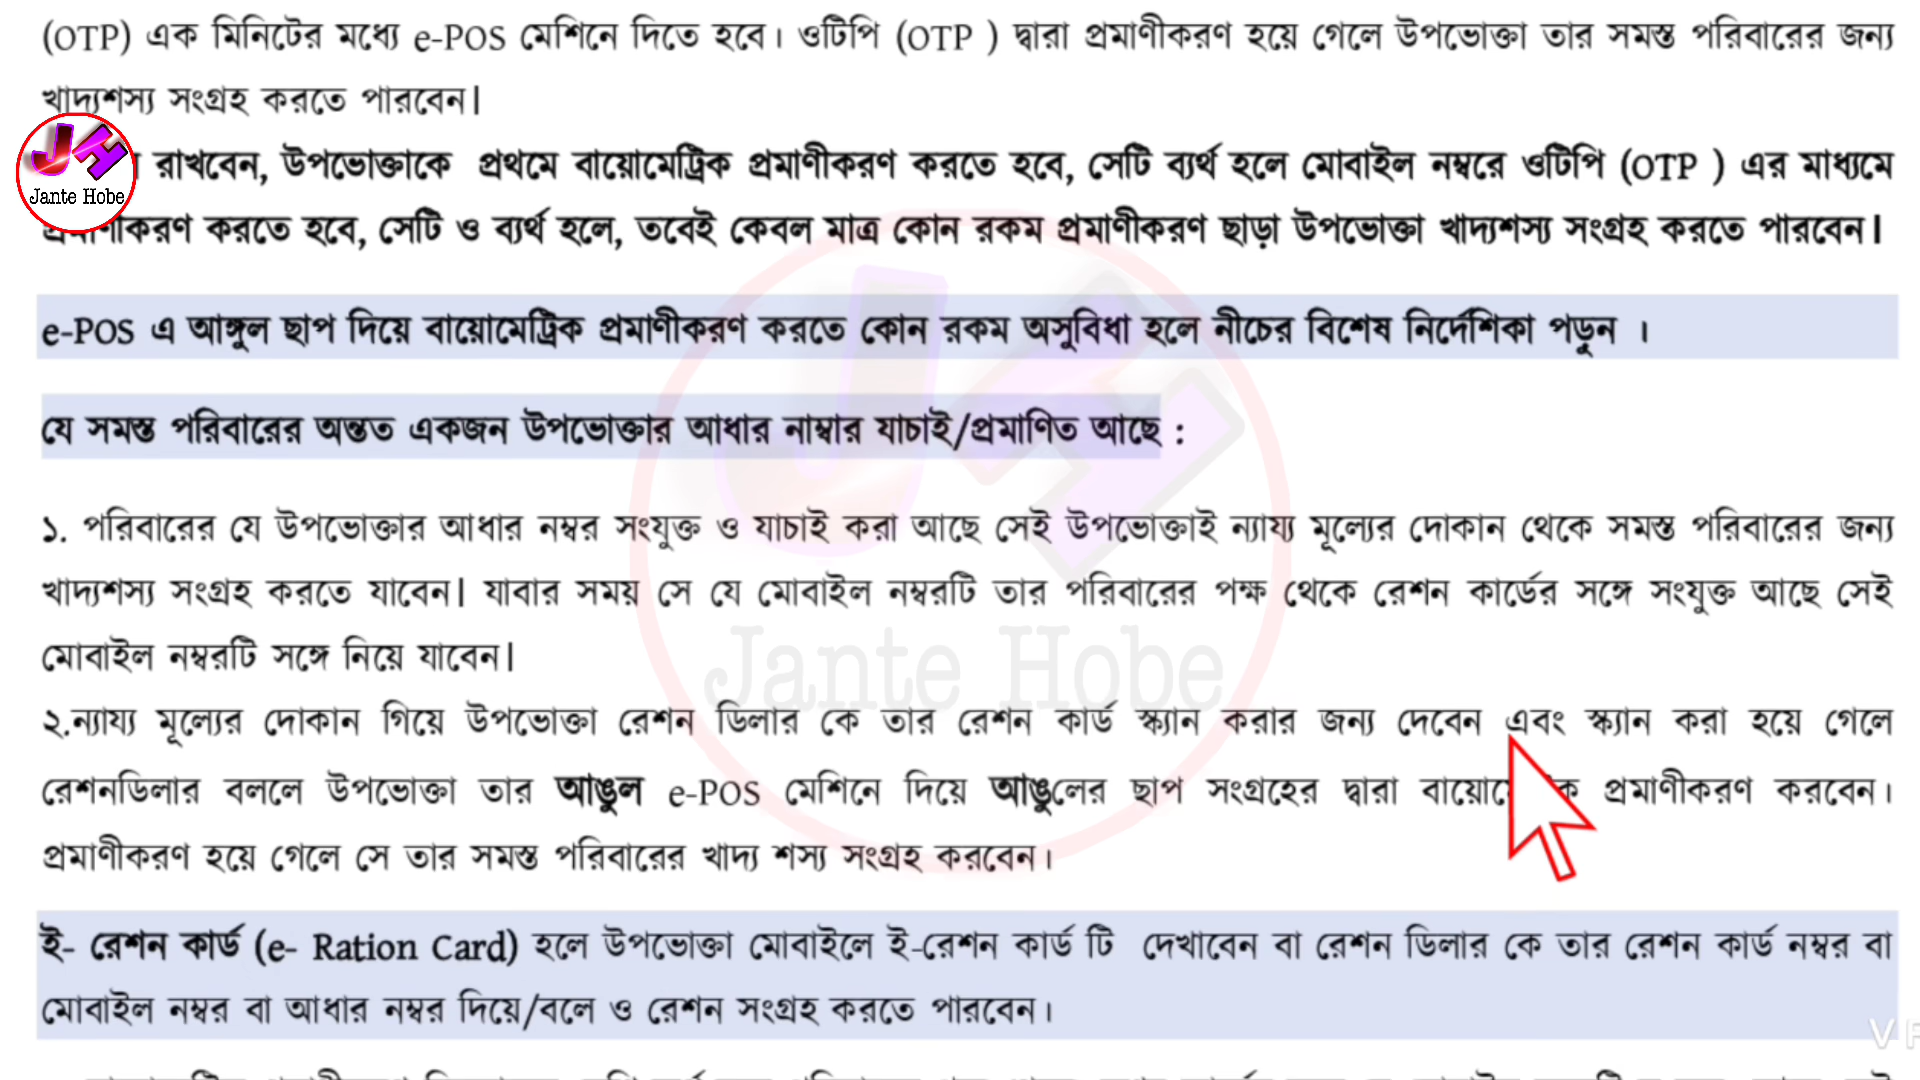 (OTP) এক মিনিটের মধ্যে e-POS মেশিনে দিতে হবে। ওটিপি (OTP ) দ্বারা প্রমাণীকরণ হয়ে গেলে উপভোক্তা তার সমস্ত পরিবারের জন্য
খাদ্যশস্য সংগ্রহ করতে পারবেন।
রাখবেন, উপভোক্তাকে প্রথমে বায়োমেট্রিক প্রমাণীকরণ করতে হবে, সেটি ব্যর্থ হলে মোবাইল নম্বরে ওটিপি (OTP ) এর মাধ্যমে
Jante Hobe
প্রমাণীকরণ করতে হবে, সেটি ও ব্যর্থ হলে, তবেই কেবল মাত্র কোন রকম প্রমাণীকরণ ছাড়া উপভোক্তা খাদ্যশস্য সংগ্রহ করতে পারবেন।
e-POS এ আঙ্গুল ছাপ দিয়ে বায়োমেট্রিক প্রমাণীকরণ করতে কোন রকম অসুবিধা হলে নীচের বিশেষ নির্দেশিকা পড়ুন ।
যে সমস্ত পরিবারের অন্তত একজন উপভোক্তার আধার নাম্বার যাচাই/প্রমাণিত আছে :
১. পরিবারের যে উপভোক্তার আধার নম্বর সংযুক্ত ও যাচাই করা আছে সেই উপভোক্তাই ন্যায্য মূল্যের দোকান থেকে সমস্ত পরিবারের জন্য
খাদ্যশস্য সংগ্রহ করতে যাবেন। যাবার সময় সে যে মোবাইল নম্বরটি তার পরিবারের পক্ষ থেকে রেশন কার্ডের সঙ্গে সংযুক্ত আছে সেই
মোবাইল নম্বরটি সঙ্গে নিয়ে যাবেন।
Jante Hobe
২.ন্যায্য মূল্যের দোকান গিয়ে উপভোক্তা রেশন ডিলার কে তার রেশন কার্ড স্ক্যান করার জন্য দেবেন এবং স্ক্যান করা হয়ে গেলে
রেশনডিলার বললে উপভোক্তা তার আঙুল e-POS মেশিনে দিয়ে আঙুলের ছাপ সংগ্রহের দ্বারা প্রমাণীকরণ করবেন।
প্রমাণীকরণ হয়ে গেলে সে তার সমস্ত পরিবারের খাদ্য শস্য সংগ্রহ করবেন।
ই- রেশন কার্ড (e- Ration Card) হলে উপভোক্তা মোবাইলে ই-রেশন কার্ড টি দেখাবেন বা রেশন ডিলার কে তার রেশন কার্ড নম্বর বা
মোবাইল নম্বর বা আধার নম্বর দিয়ে/বলে ও রেশন সংগ্রহ করতে পারবেন।